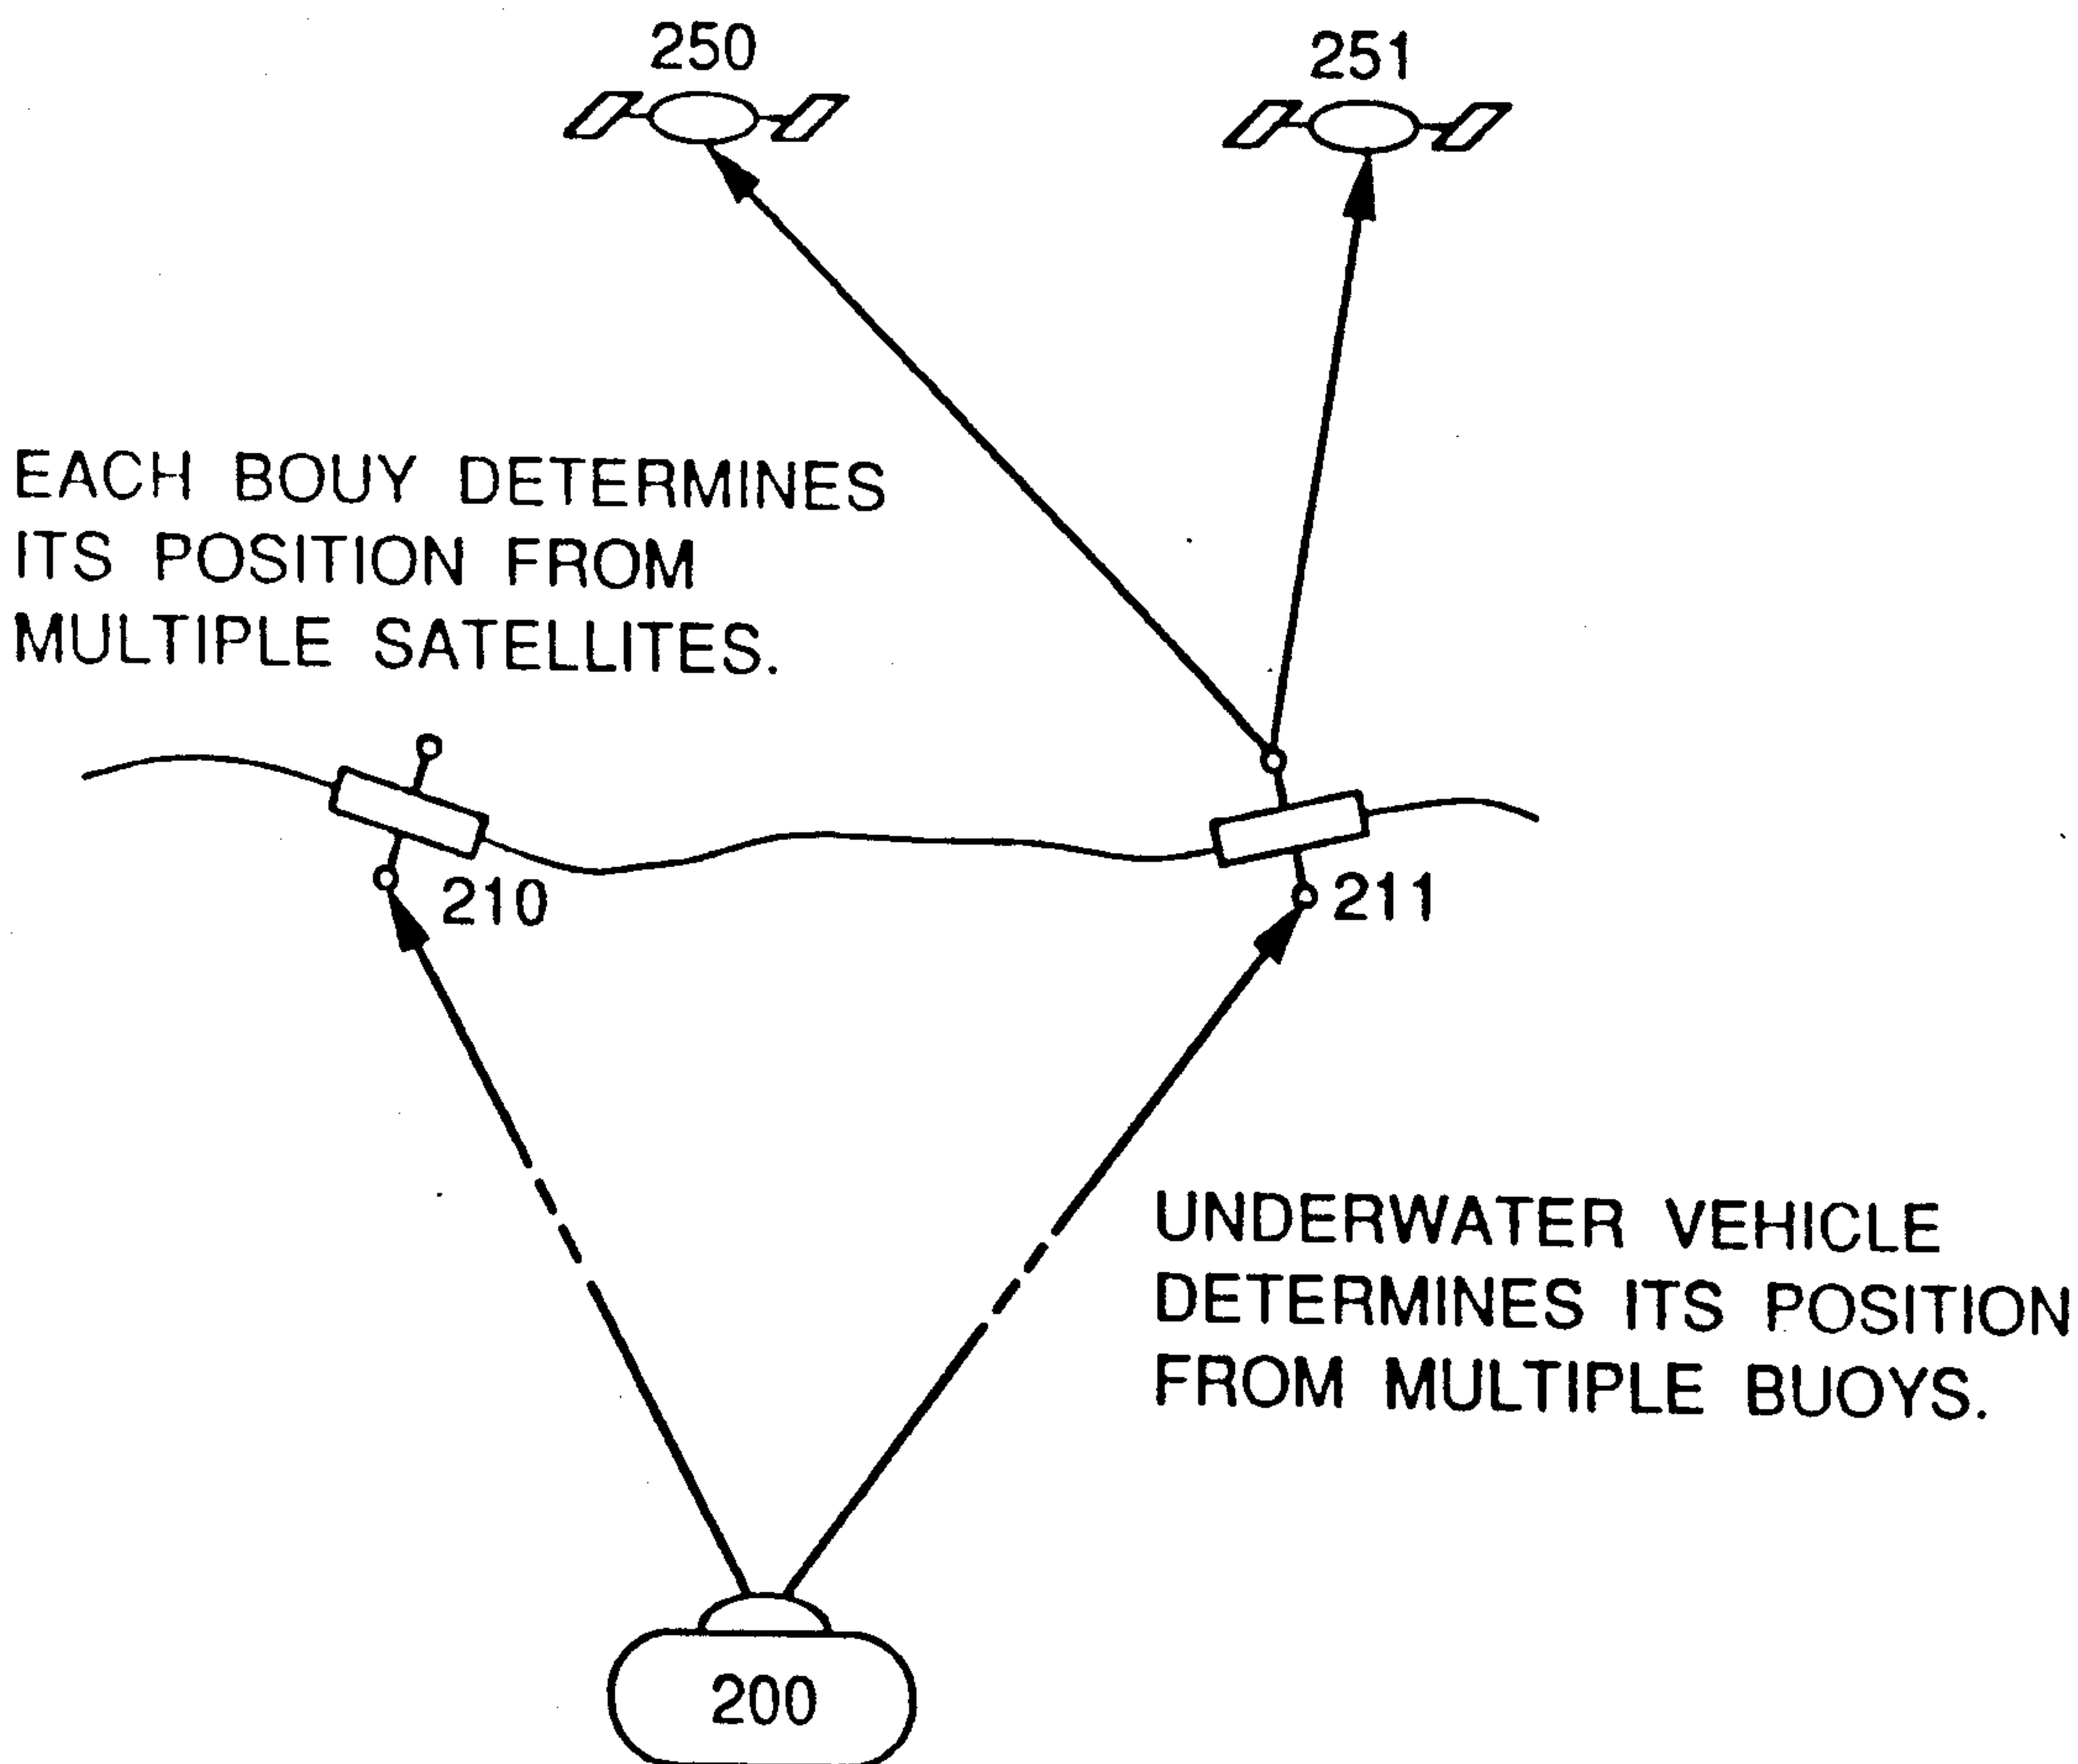 250
251
EACH BOUY DETERMINES
ITS POSITION FROM
MULTIPLE SATELLITES.
210
211
UNDERWATER VEHICLE
DETERMINES ITS POSITION
FROM MULTIPLE BUOYS.
200